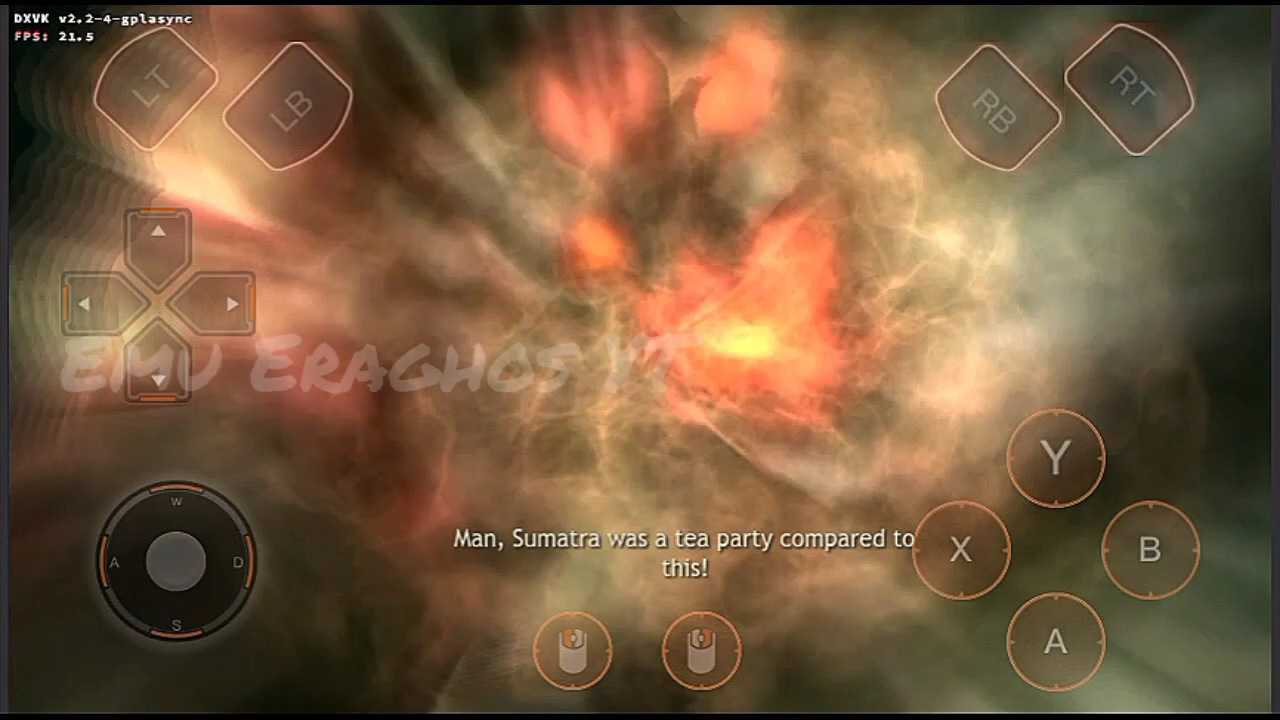 DXVK v2.2-4-gplasync
FPS: 21.5
LT
LB
RB
RT
EMU ERAGHOS YT
Y
W
Man, Sumatra was a tea party compared to
this!
X
B
A
D
S
A